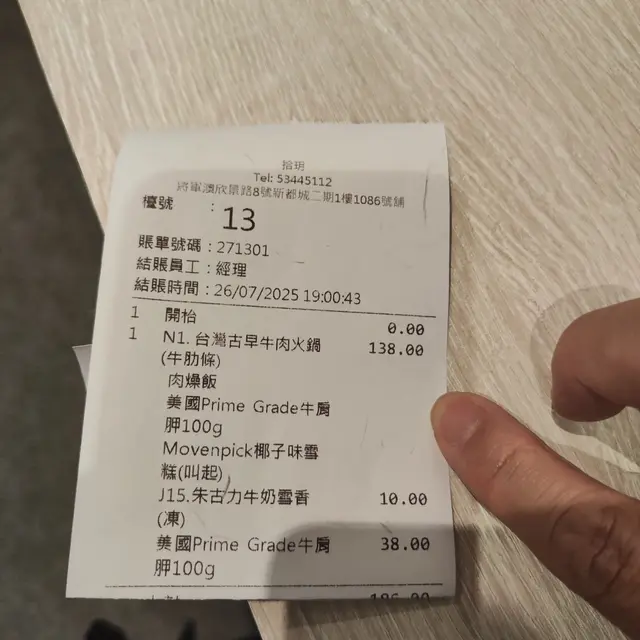 拾玥
Tel: 53445112
將軍澳欣景路8號新都城二期1樓1086號舖
檯號 : 13
賬單號碼 : 271301
結賬員工 : 經理
結賬時間 : 26/07/2025 19:00:43
1 開枱 0.00
1 N1. 台灣古早牛肉火鍋 138.00
(牛肋條)
肉燥飯
美國Prime Grade牛肩
胛100g
Movenpick椰子味雪
糕(叫起)
J15.朱古力牛奶雪香 10.00
(凍)
美國Prime Grade牛肩 38.00
胛100g
186.00